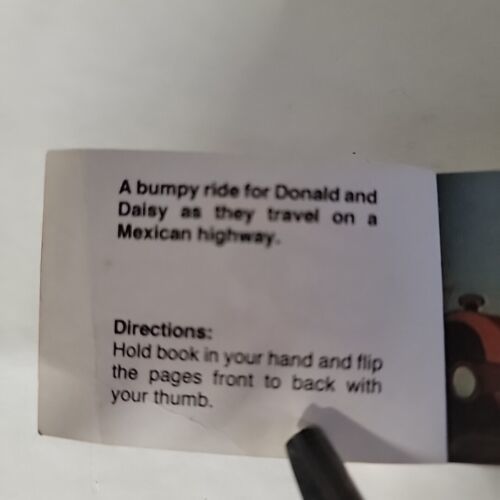 A bumpy ride for Donald and
Daisy as they travel on a
Mexican highway.
Directions:
Hold book in your hand and flip
the pages front to back with
your thumb.